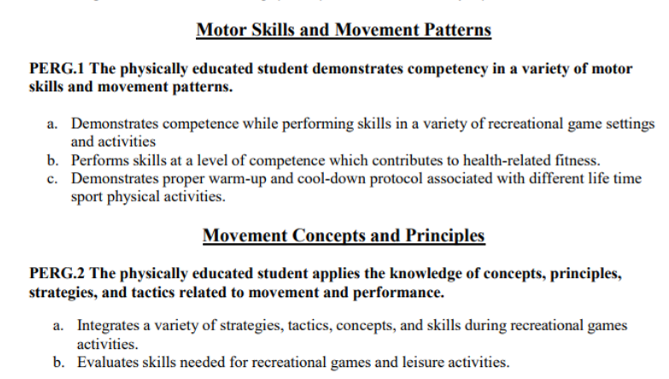 Motor Skills and Movement Patterns
PERG.1 The physically educated student demonstrates competency in a variety of motor
skills and movement patterns.
a. Demonstrates competence while performing skills in a variety of recreational game settings
and activities
b. Performs skills at a level of competence which contributes to health-related fitness.
c. Demonstrates proper warm-up and cool-down protocol associated with different life time
sport physical activities.
Movement Concepts and Principles
PERG.2 The physically educated student applies the knowledge of concepts, principles,
strategies, and tactics related to movement and performance.
a. Integrates a variety of strategies, tactics, concepts, and skills during recreational games
activities.
b. Evaluates skills needed for recreational games and leisure activities.